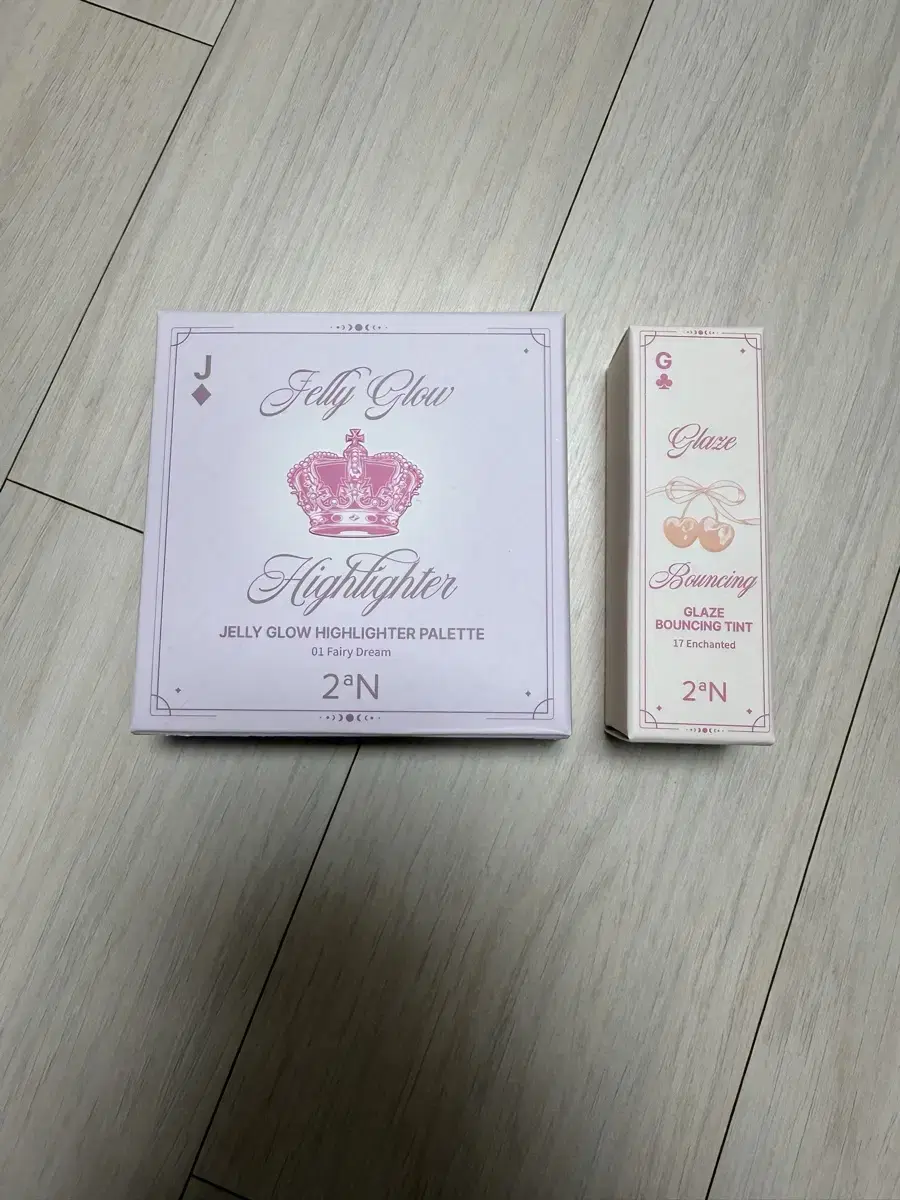 J
Jelly Glow
Highlighter
JELLY GLOW HIGHLIGHTER PALETTE
01 Fairy Dream
2aN
G
Glaze
Bouncing
GLAZE
BOUNCING TINT
17 Enchanted
2aN